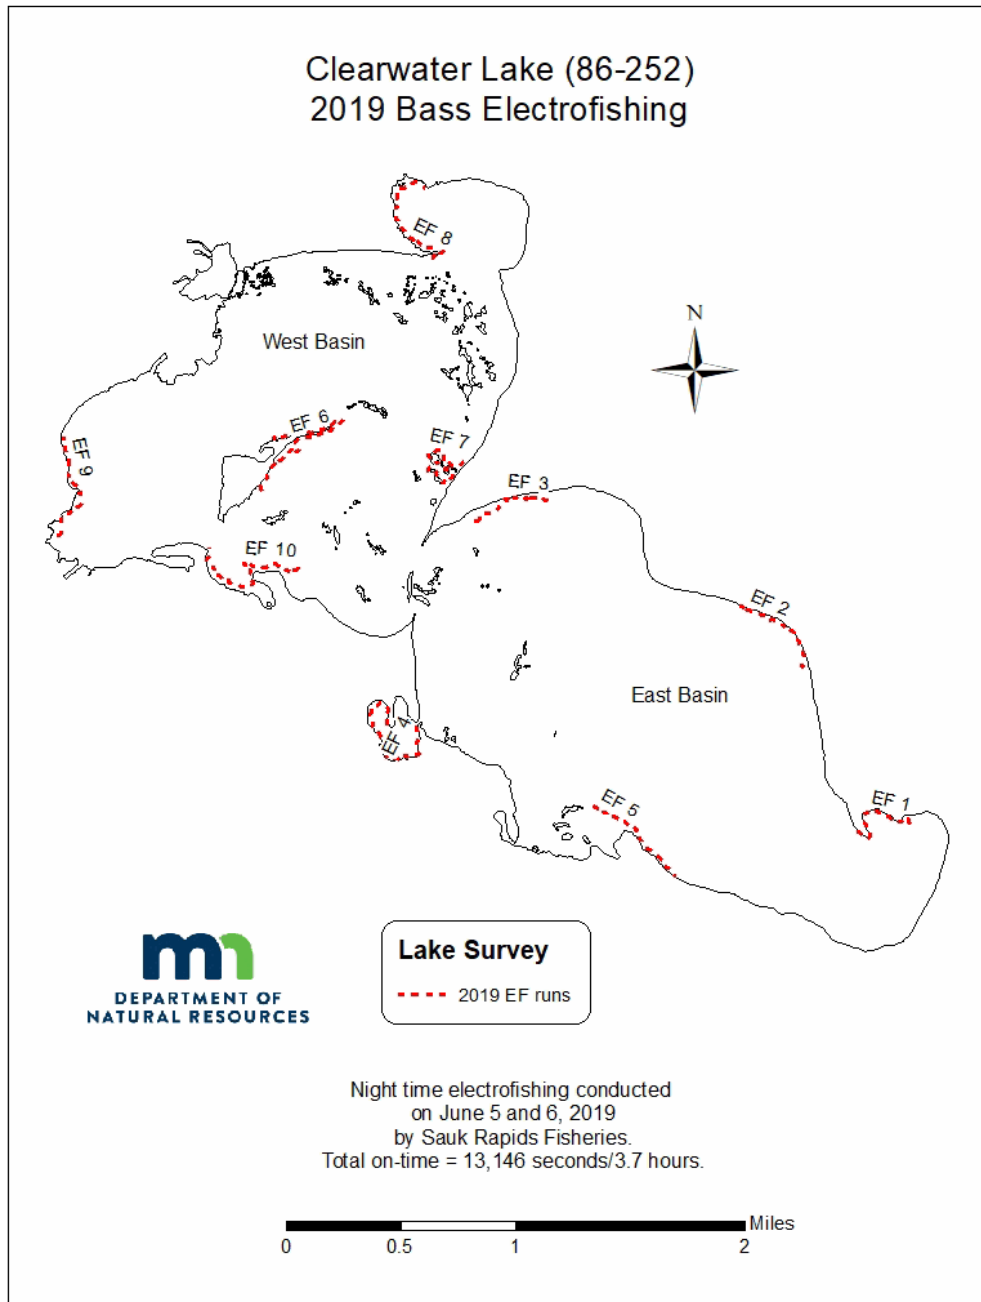 Clearwater Lake (86-252)
2019 Bass Electrofishing
EF 8
West Basin
N
EF 6
EF 7
EF 9
EF 3
EF 10
EF 2
East Basin
EF 4
EF 5
EF 1
mn
DEPARTMENT OF
NATURAL RESOURCES
Lake Survey
2019 EF runs
Night time electrofishing conducted
on June 5 and 6, 2019
by Sauk Rapids Fisheries.
Total on-time = 13,146 seconds/3.7 hours.
Miles
0 0.5 1 2